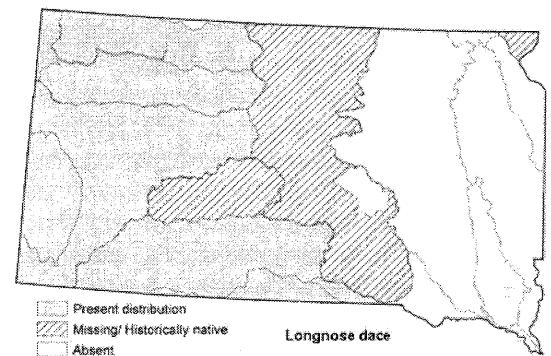 Present distribution
Missing/ Historically native
Absent
Longnose dace